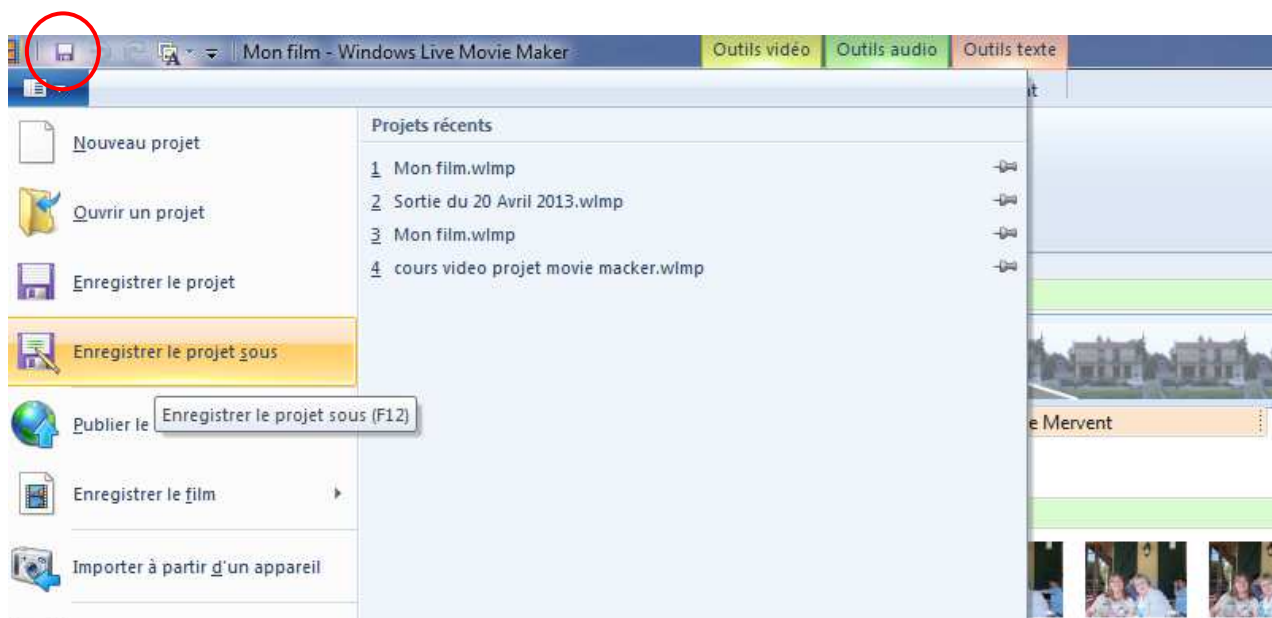 Mon film - Windows Live Movie Maker
Outils vidéo
Outils audio
Outils texte
Nouveau projet
Ouvrir un projet
Enregistrer le projet
Enregistrer le projet sous
Enregistrer le projet sous (F12)
Publier le
Enregistrer le film
Importer à partir d'un appareil
Projets récents
1 Mon film.wlmp
2 Sortie du 20 Avril 2013.wlmp
3 Mon film.wlmp
4 cours video projet movie macker.wlmp
e Mervent